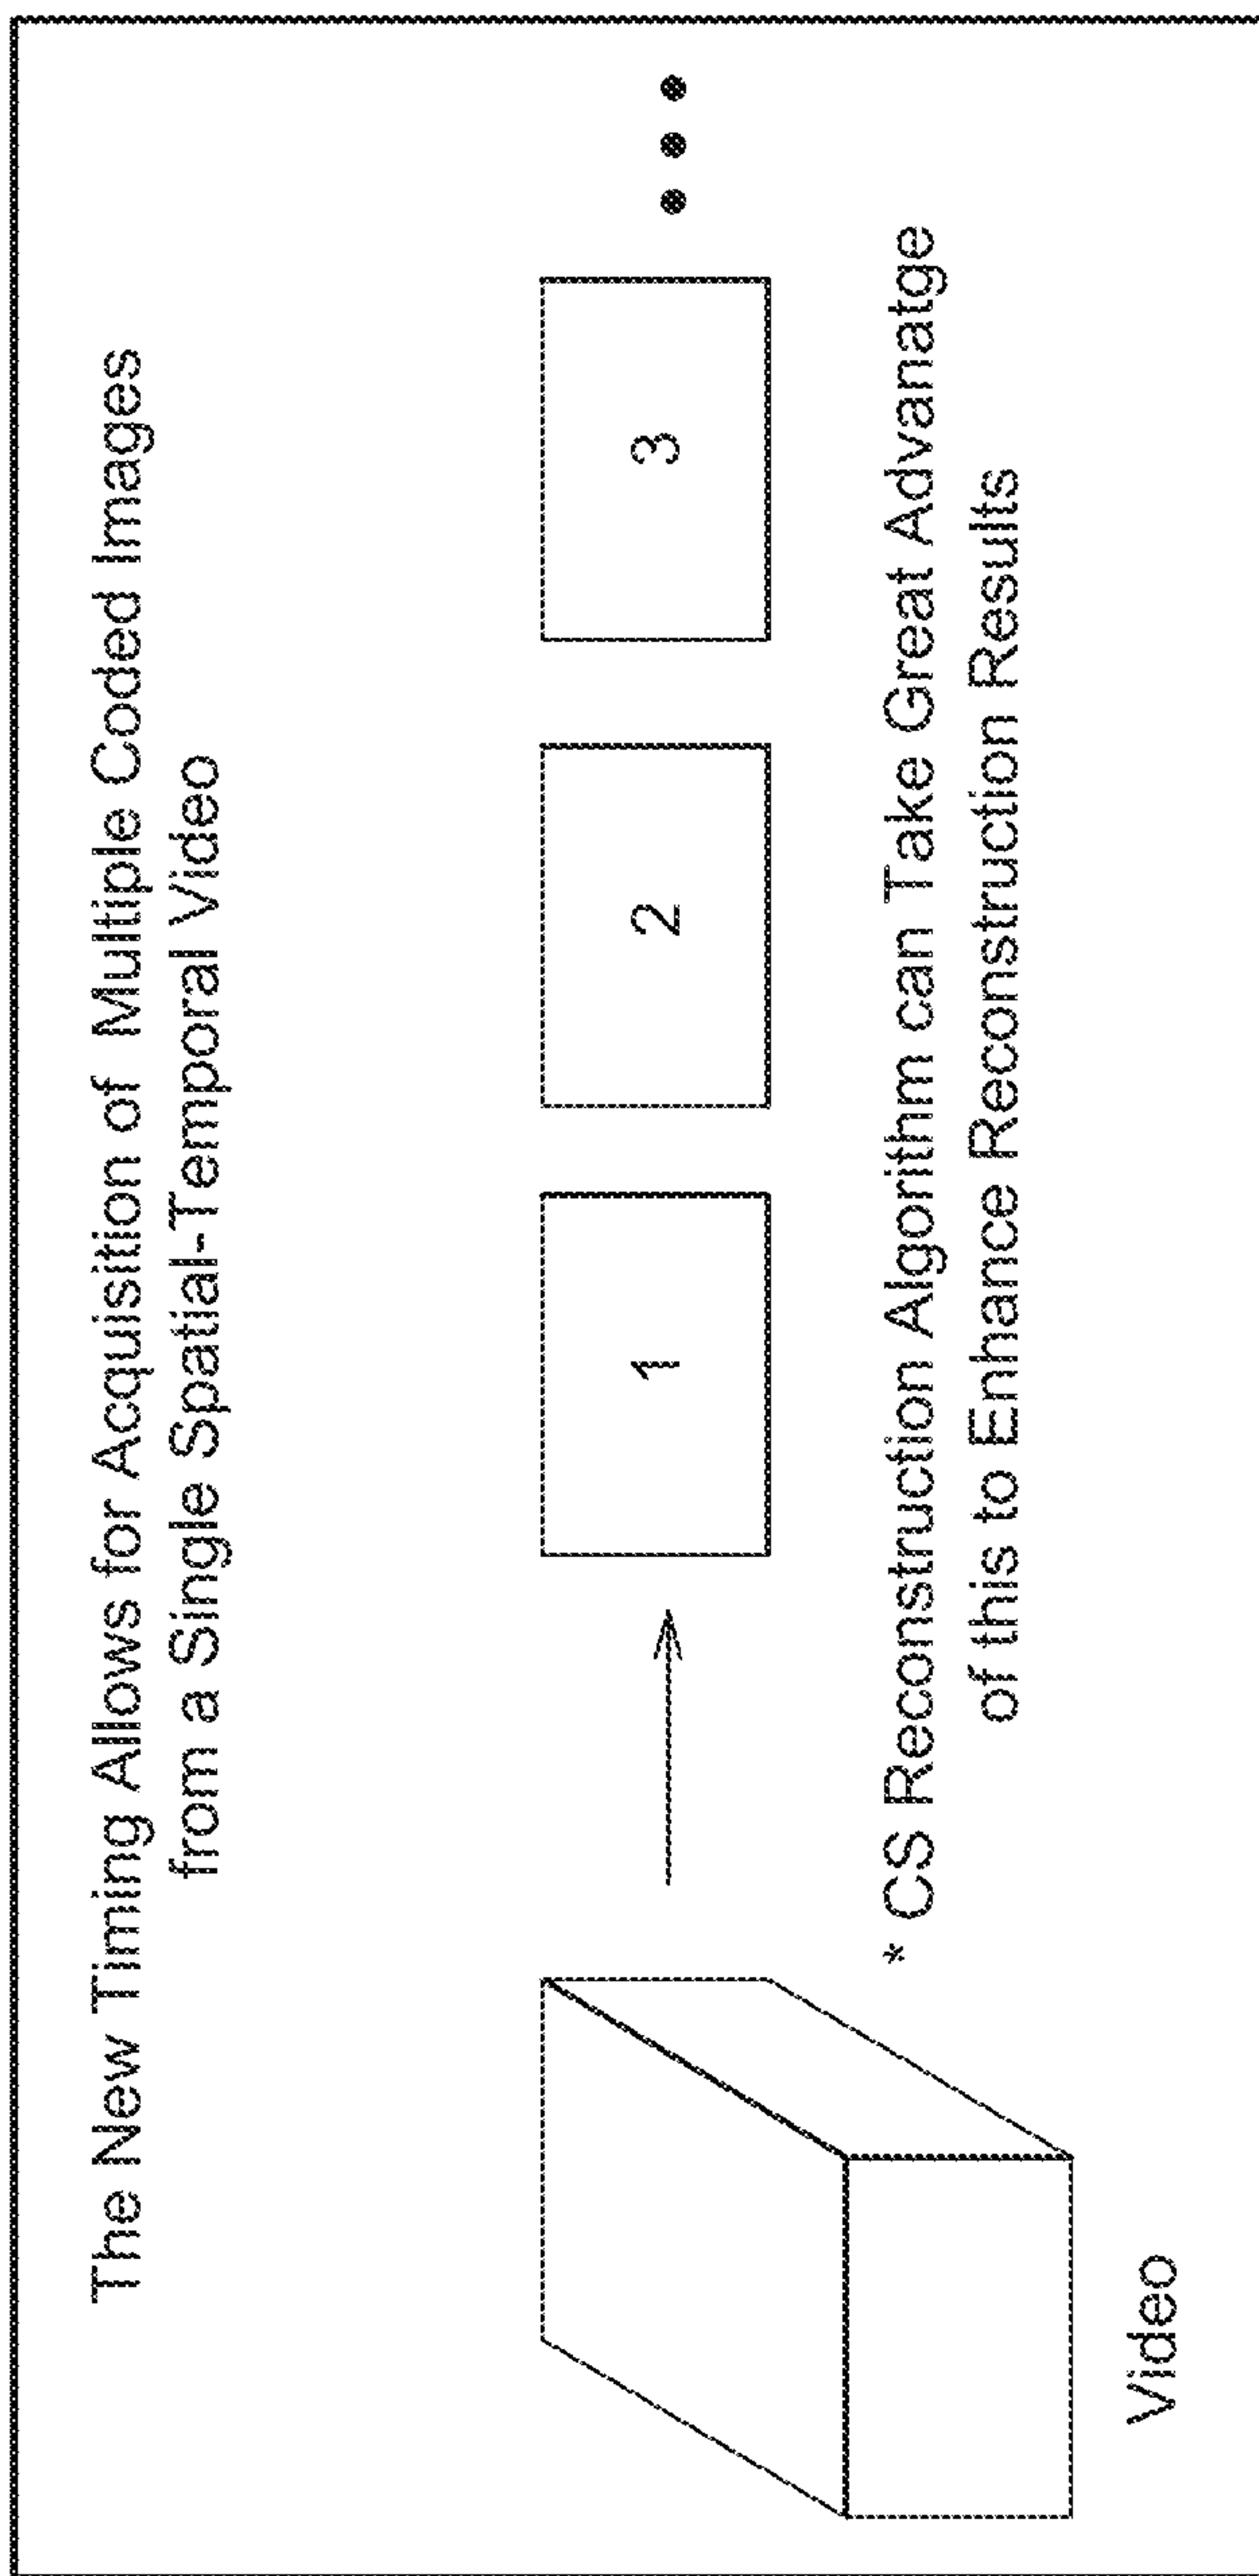 The New Timing Allows for Acquisition of Multiple Coded Images
from a Single Spatial-Temporal Video
1
2
3
* CS Reconstruction Algorithm can Take Great Advanatge
of this to Enhance Reconstruction Results
Video